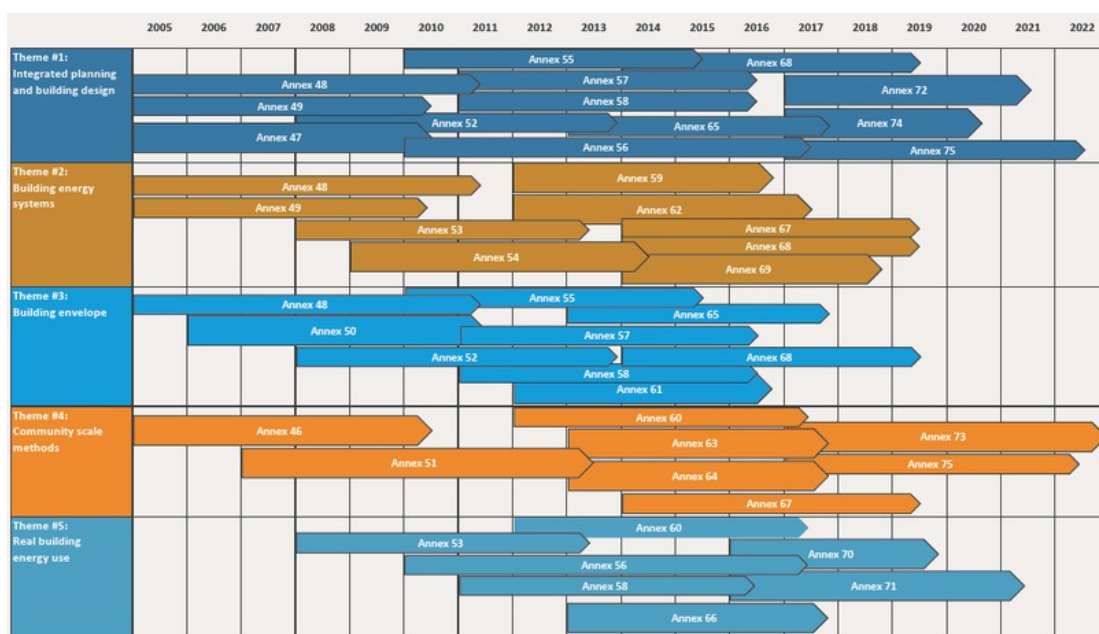 2005 2006 2007 2008 2009 2010 2011 2012 2013 2014 2015 2016 2017 2018 2019 2020 2021 2022
Theme #1:
Integrated planning
and building design
Annex 55
Annex 68
Annex 48
Annex 57
Annex 72
Annex 49
Annex 58
Annex 52
Annex 65
Annex 74
Annex 47
Annex 56
Annex 75
Theme #2:
Building energy
systems
Annex 59
Annex 48
Annex 49
Annex 62
Annex 53
Annex 67
Annex 68
Annex 54
Annex 69
Theme #3:
Building envelope
Annex 55
Annex 48
Annex 65
Annex 50
Annex 57
Annex 52
Annex 68
Annex 58
Annex 61
Theme #4:
Community scale
methods
Annex 60
Annex 46
Annex 63
Annex 73
Annex 51
Annex 75
Annex 64
Annex 67
Theme #5:
Real building
energy use
Annex 60
Annex 53
Annex 70
Annex 56
Annex 58
Annex 71
Annex 66